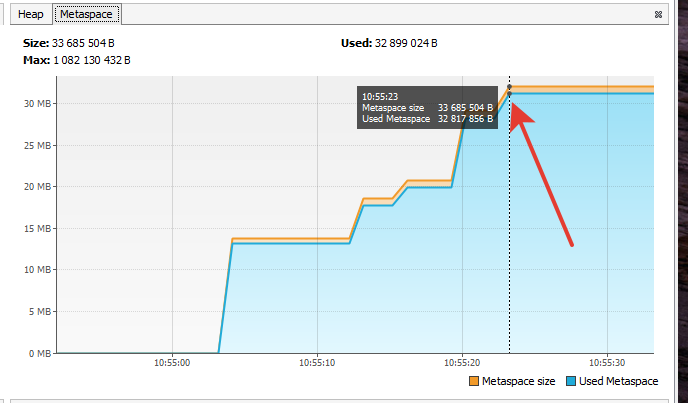 Heap Metaspace
Size: 33 685 504 B Used: 32 899 024 B
Max: 1 082 130 432 B
30 MB
25 MB
20 MB
15 MB
10 MB
5 MB
0 MB
10:55:23
Metaspace size 33 685 504 B
Used Metaspace 32 817 856 B
10:55:00 10:55:10 10:55:20 10:55:30
Metaspace size Used Metaspace